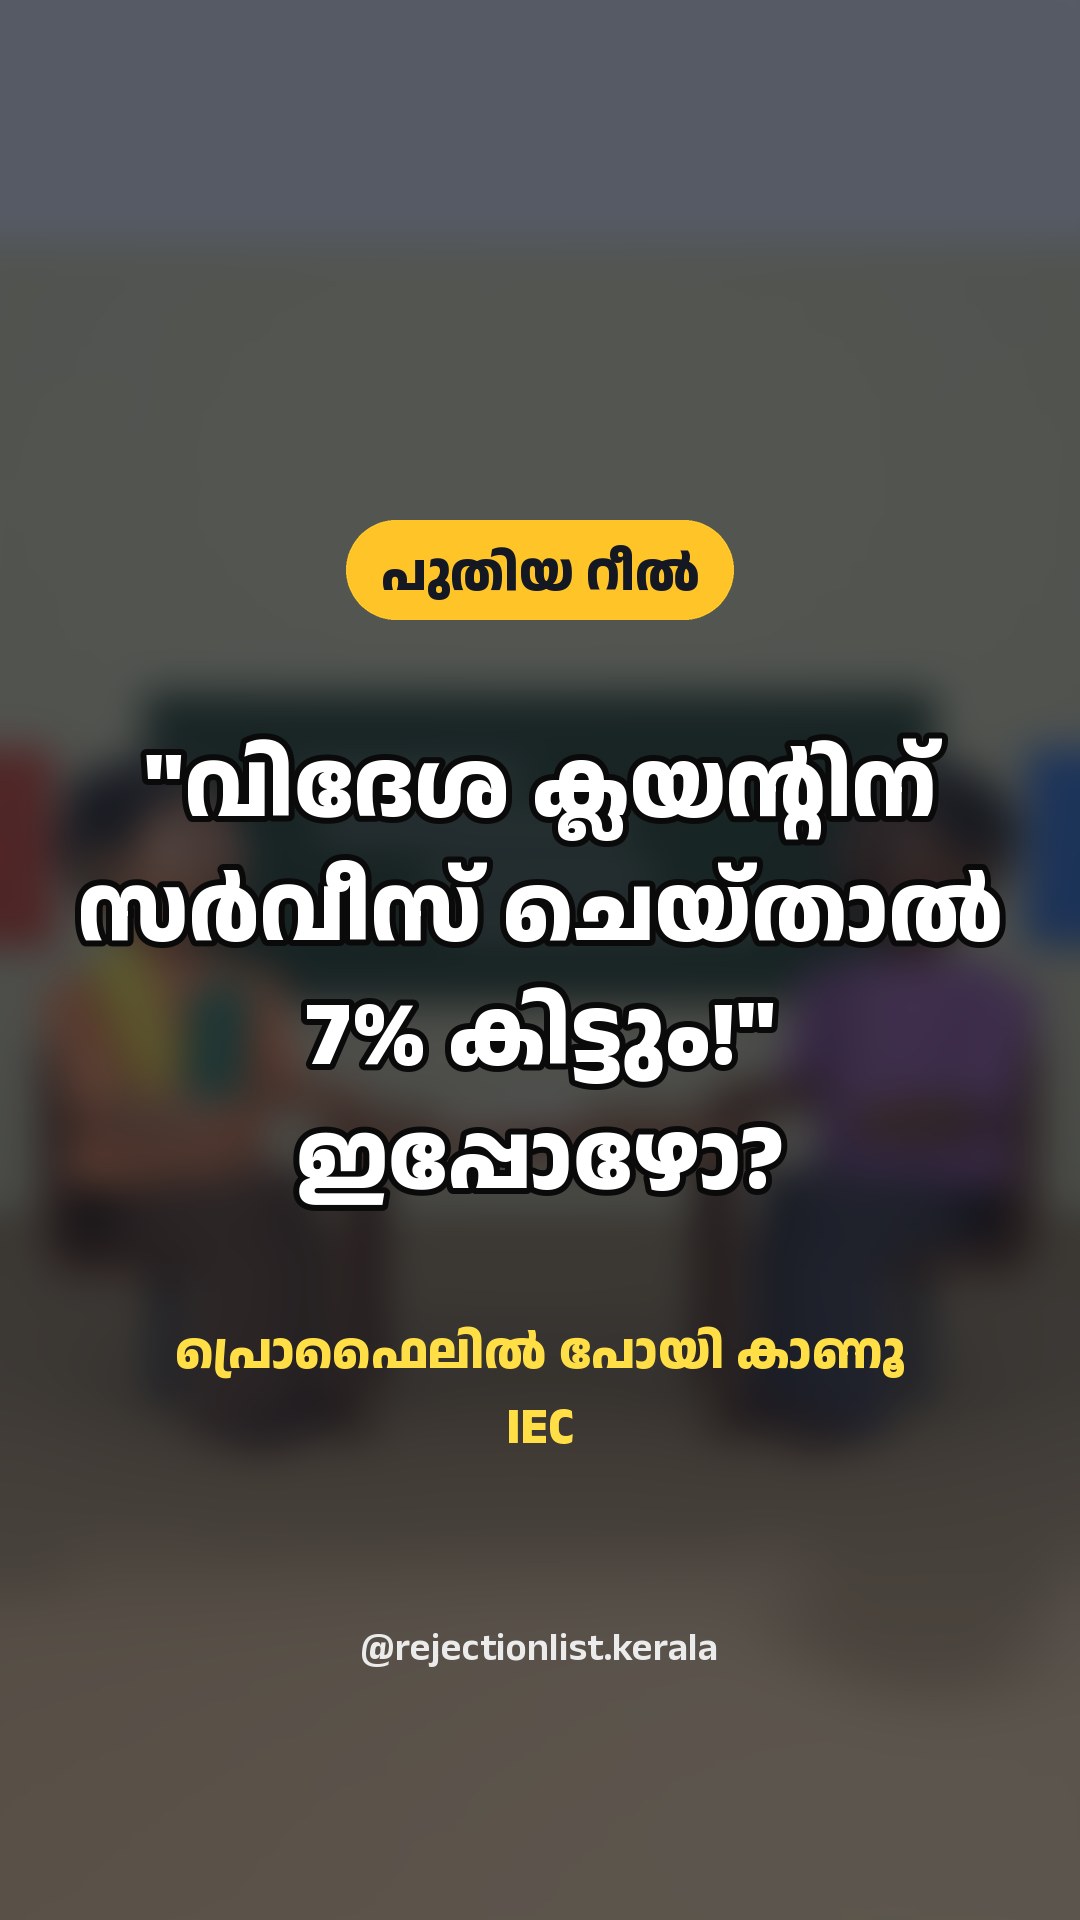 പുതിയ റീൽ
"വിദേശ ക്ലയന്റിന്
സർവീസ് ചെയ്താൽ
7% കിട്ടും!"
ഇപ്പോഴോ?
പ്രൊഫൈലിൽ പോയി കാണൂ
IEC
@rejectionlist.kerala